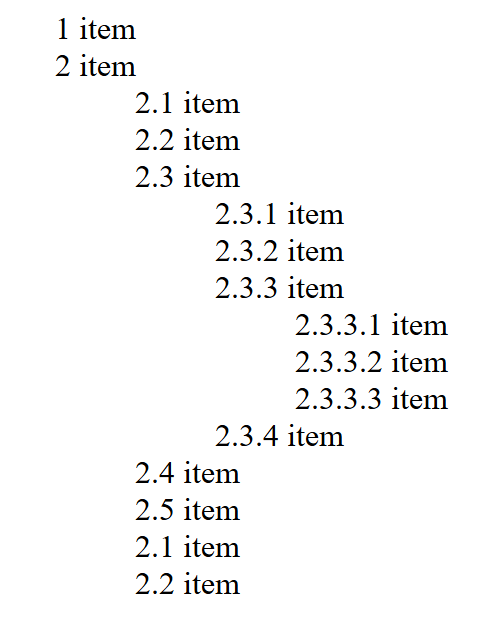 1 item
2 item
2.1 item
2.2 item
2.3 item
2.3.1 item
2.3.2 item
2.3.3 item
2.3.3.1 item
2.3.3.2 item
2.3.3.3 item
2.3.4 item
2.4 item
2.5 item
2.1 item
2.2 item